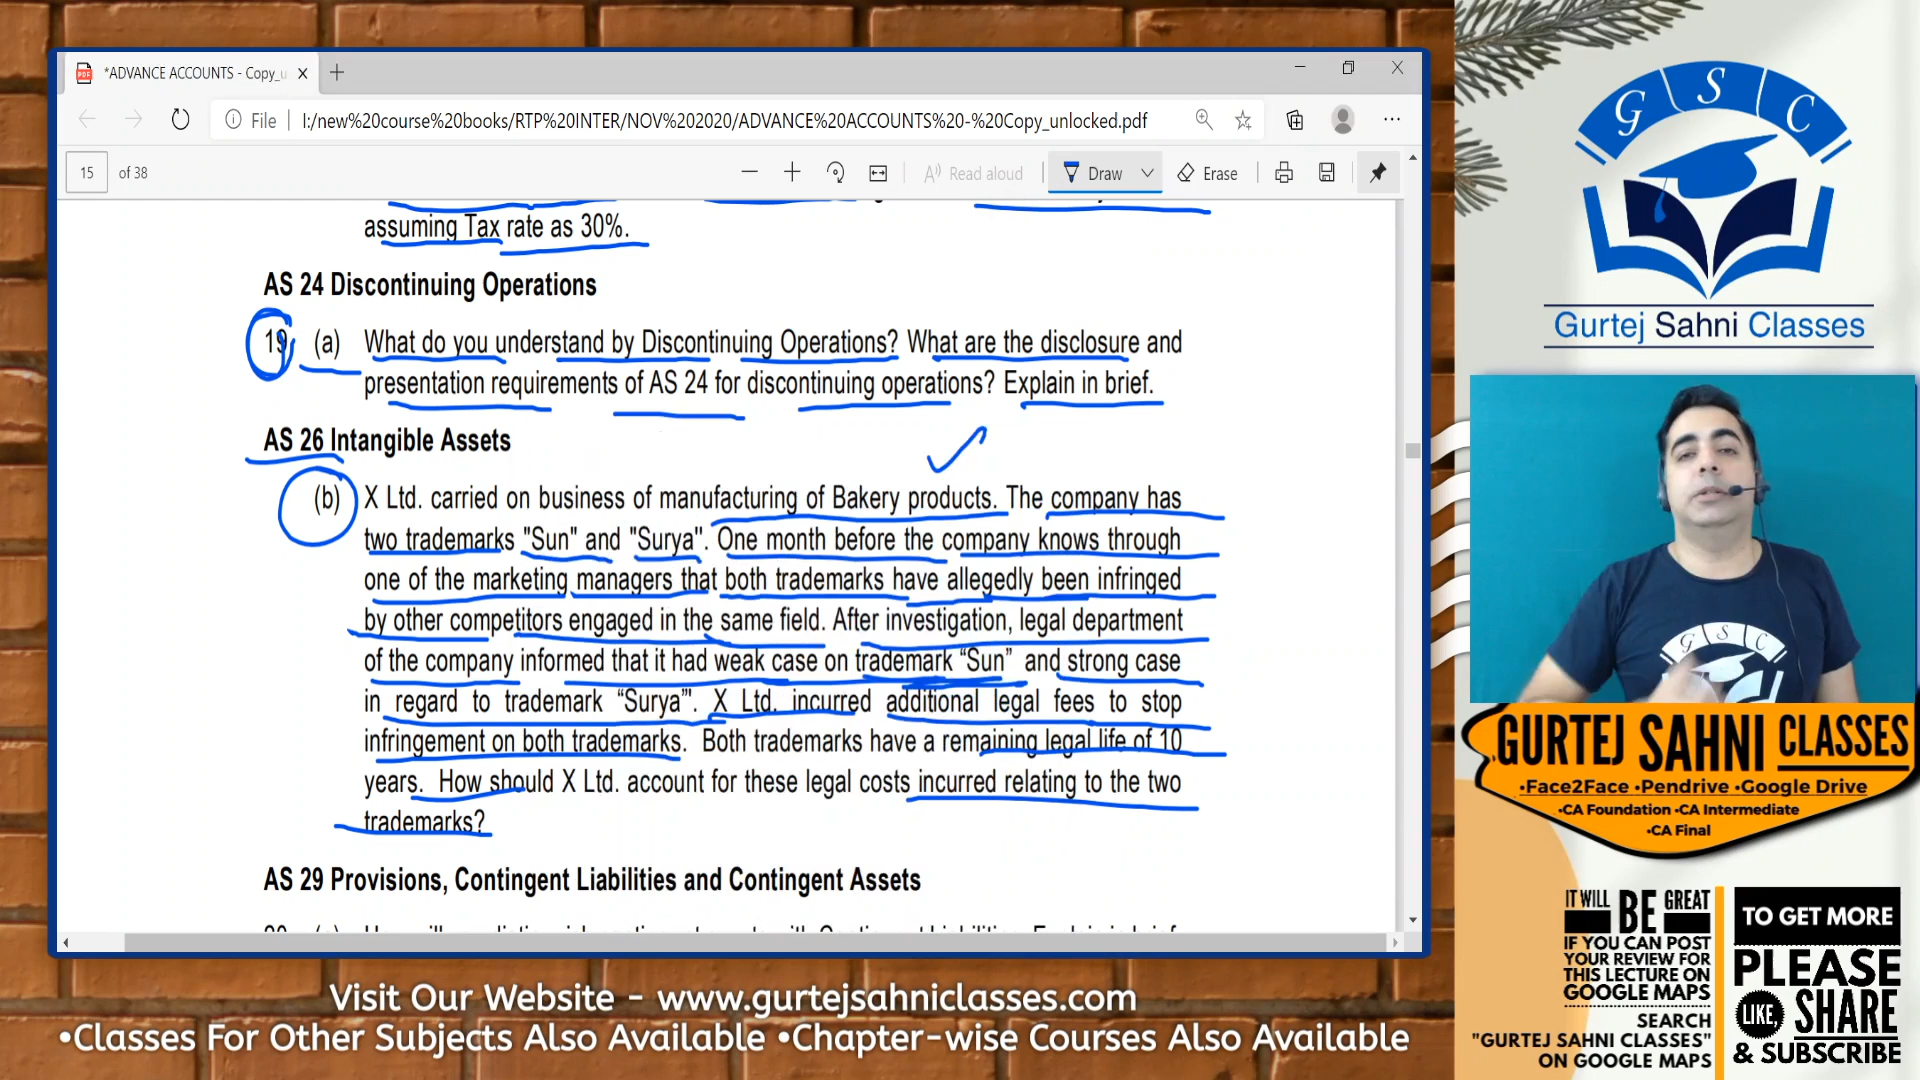 *ADVANCE ACCOUNTS - Copy_u
File
I:/new%20course%20books/RTP%20INTER/NOV%202020/ADVANCE%20ACCOUNTS%20-%20Copy_unlocked.pdf
15 of 38
Read aloud
Draw
Erase
assuming Tax rate as 30%.
AS 24 Discontinuing Operations
19 (a) What do you understand by Discontinuing Operations? What are the disclosure and
presentation requirements of AS 24 for discontinuing operations? Explain in brief.
AS 26 Intangible Assets
(b) X Ltd. carried on business of manufacturing of Bakery products. The company has
two trademarks "Sun" and "Surya". One month before the company knows through
one of the marketing managers that both trademarks have allegedly been infringed
by other competitors engaged in the same field. After investigation, legal department
of the company informed that it had weak case on trademark “Sun” and strong case
in regard to trademark “Surya”’. X Ltd. incurred additional legal fees to stop
infringement on both trademarks. Both trademarks have a remaining legal life of 10
years. How should X Ltd. account for these legal costs incurred relating to the two
trademarks?
AS 29 Provisions, Contingent Liabilities and Contingent Assets
Visit Our Website - www.gurtejsahniclasses.com
•Classes For Other Subjects Also Available •Chapter-wise Courses Also Available
G S C
Gurtej Sahni Classes
G S C
GURTEJ SAHNI CLASSES
•Face2Face •Pendrive •Google Drive
•CA Foundation •CA Intermediate
•CA Final
IT WILL BE GREAT
IF YOU CAN POST
YOUR REVIEW FOR
THIS LECTURE ON
GOOGLE MAPS
SEARCH
"GURTEJ SAHNI CLASSES"
ON GOOGLE MAPS
TO GET MORE
PLEASE
LIKE, SHARE
& SUBSCRIBE